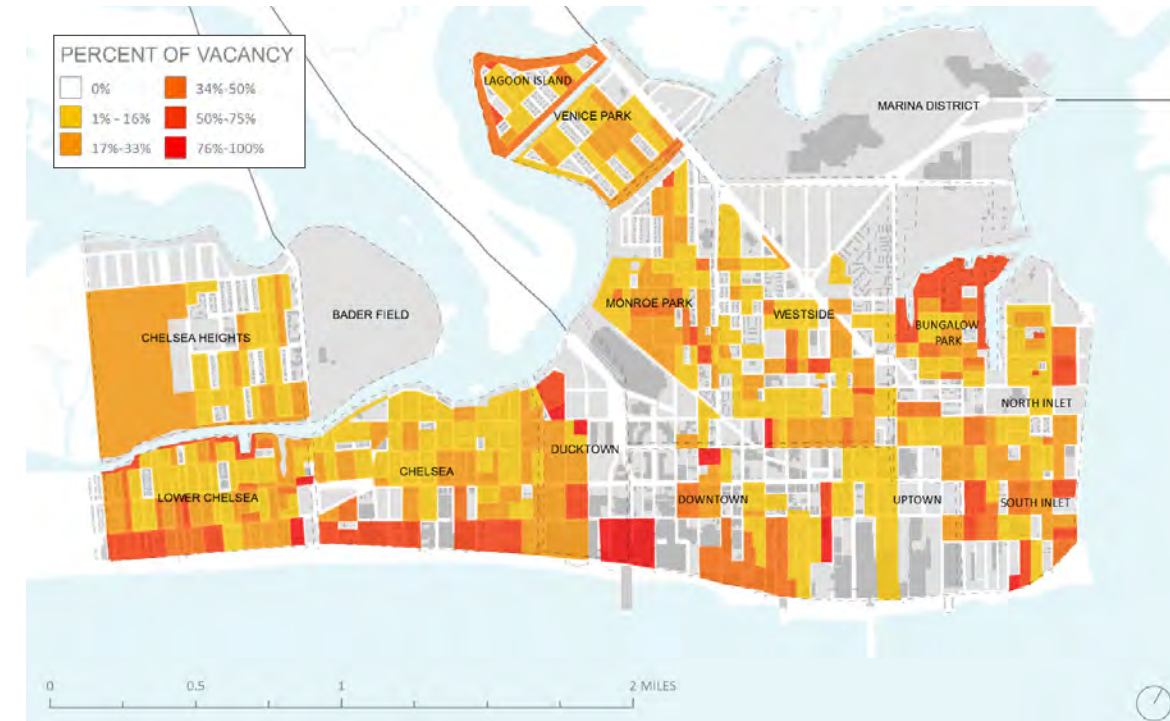 PERCENT OF VACANCY
0%
34%-50%
1% - 16%
50%-75%
17%-33%
76%-100%
LAGOON ISLAND
VENICE PARK
MARINA DISTRICT
MONROE PARK
WESTSIDE
BADER FIELD
BUNGALOW
PARK
CHELSEA HEIGHTS
NORTH INLET
DUCKTOWN
CHELSEA
LOWER CHELSEA
DOWNTOWN
UPTOWN
SOUTH INLET
0
0.5
1
2 MILES